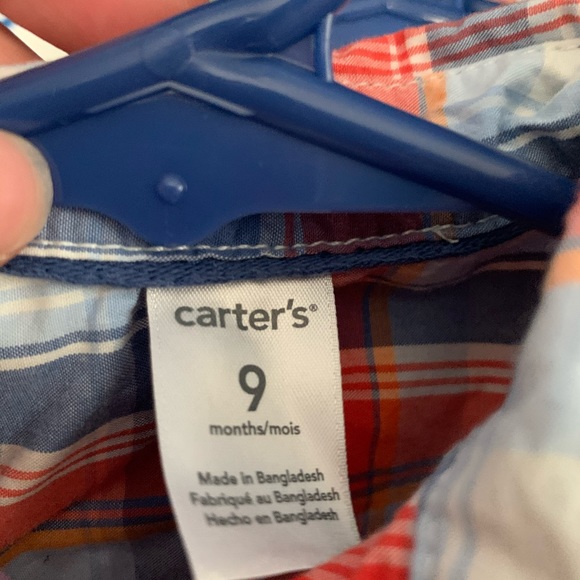 carter's®
9
months/mois
Made in Bangladesh
Fabriqué au Bangladesh
Hecho en Bangladesh